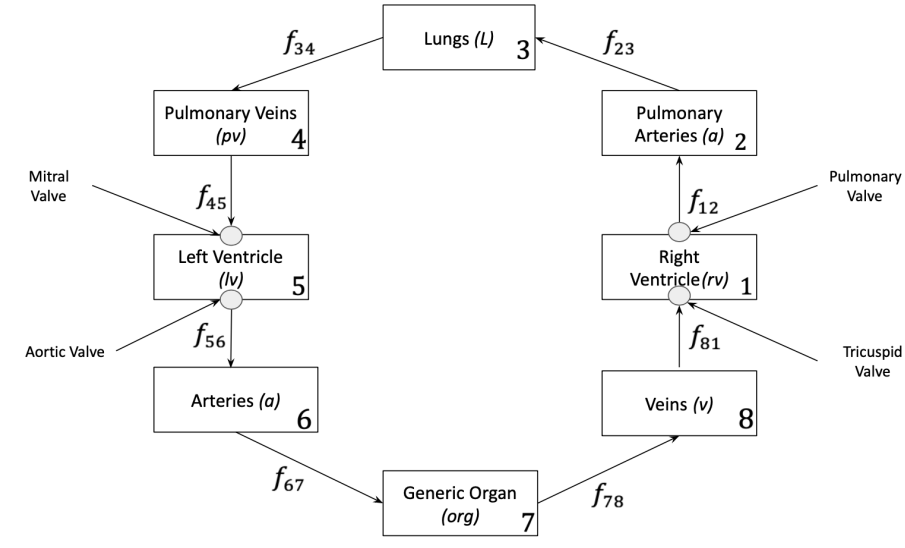 Lungs (L)
3
f34
f23
Pulmonary Veins
(pv)
4
Pulmonary
Arteries (a)
2
Mitral
Valve
f45
f12
Pulmonary
Valve
Left Ventricle
(lv)
5
Right
Ventricle (rv)
1
Aortic Valve
f56
f81
Tricuspid
Valve
Arteries (a)
6
Veins (v)
8
f67
f78
Generic Organ
(org)
7